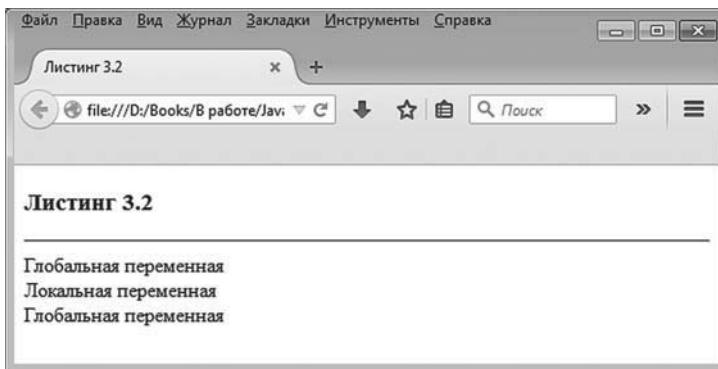 Файл Правка Вид Журнал Закладки Инструменты Справка
Листинг 3.2
file:///D:/Books/В работе/Java
Поиск
Листинг 3.2
Глобальная переменная
Локальная переменная
Глобальная переменная